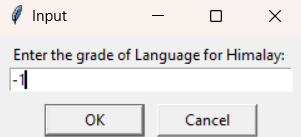 Input
Enter the grade of Language for Himalay:
-1
OK
Cancel